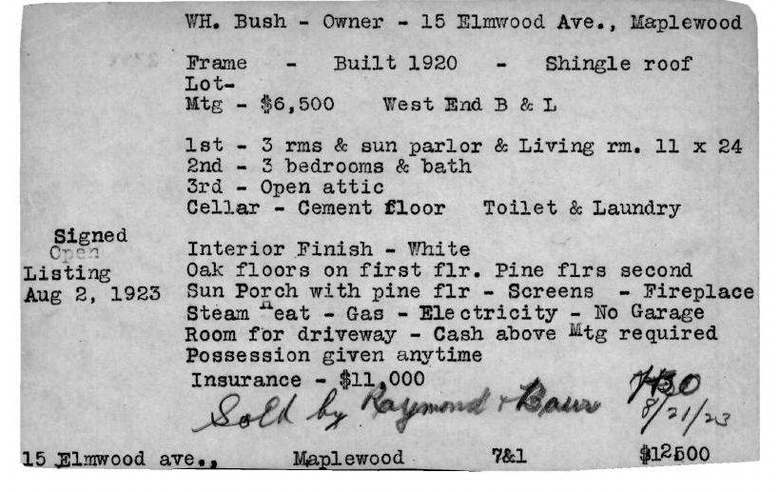 WH. Bush - Owner - 15 Elmwood Ave., Maplewood
Frame - Built 1920 - Shingle roof
Lot-
Mtg - $6,500 West End B & L
1st - 3 rms & sun parlor & Living rm. 11 x 24
2nd - 3 bedrooms & bath
3rd - Open attic
Cellar - Cement floor Toilet & Laundry
Signed
Open
Listing
Aug 2, 1923
Interior Finish - White
Oak floors on first flr. Pine flrs second
Sun Porch with pine flr - Screens - Fireplace
Steam Heat - Gas - Electricity - No Garage
Room for driveway - Cash above Mtg required
Possession given anytime
Insurance - $11,000
Sold by Raymond & Baur
8/21/23
15 Elmwood ave., Maplewood 7&1 $12500